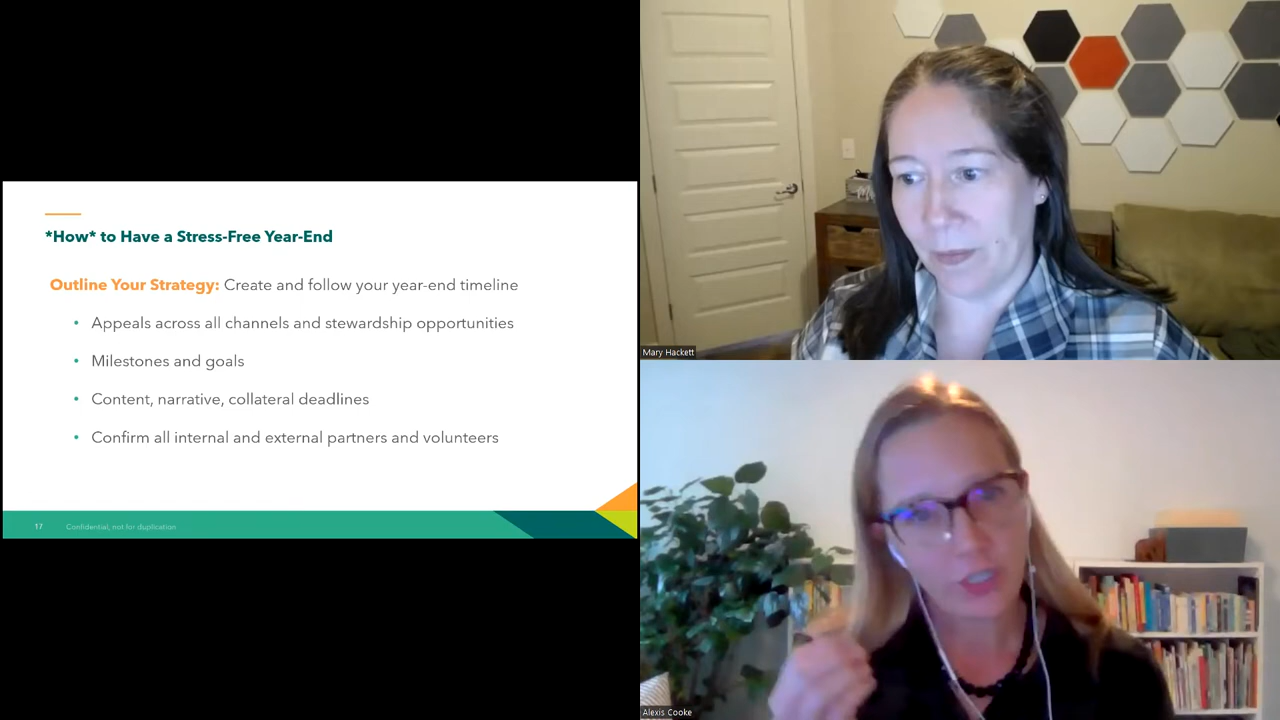 *How* to Have a Stress-Free Year-End
Outline Your Strategy: Create and follow your year-end timeline
• Appeals across all channels and stewardship opportunities
• Milestones and goals
• Content, narrative, collateral deadlines
• Confirm all internal and external partners and volunteers
17 Confidential, not for duplication
Mary Hackett
Alexis Cooke